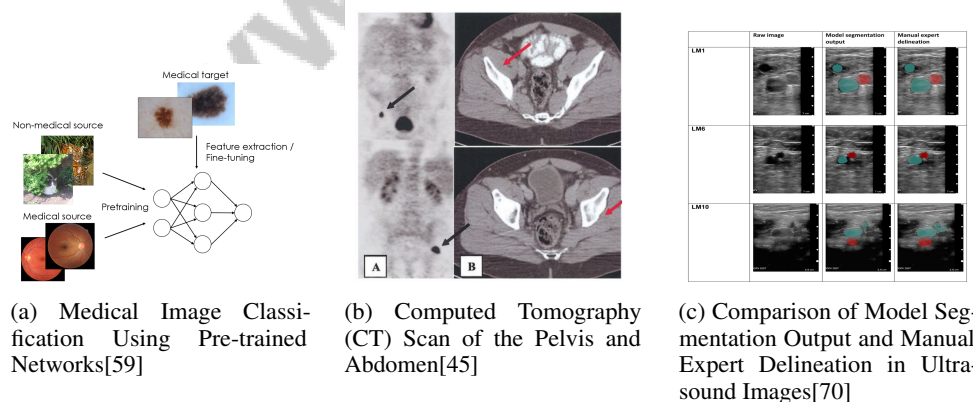 Medical target
Non-medical source
Feature extraction /
Fine-tuning
Pretraining
Medical source
A
B
Raw image
Model segmentation
output
Manual expert
delineation
LM1
LM6
LM10
(a) Medical Image Classi-
fication Using Pre-trained
Networks[59]
(b) Computed Tomography
(CT) Scan of the Pelvis and
Abdomen[45]
(c) Comparison of Model Seg-
mentation Output and Manual
Expert Delineation in Ultra-
sound Images[70]